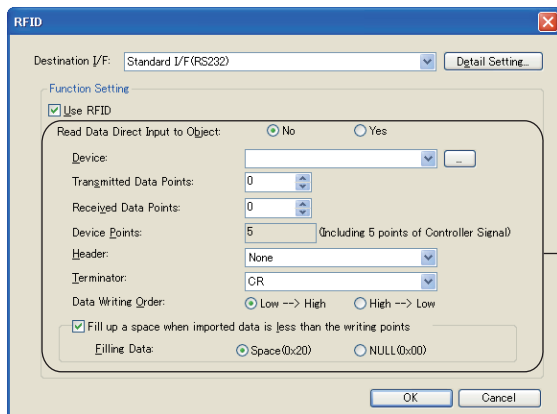 RFID
Destination I/F: Standard I/F(RS232) Detail Setting...
Function Setting
Use RFID
Read Data Direct Input to Object: No Yes
Device: ...
Transmitted Data Points: 0
Received Data Points: 0
Device Points: 5 (Including 5 points of Controller Signal)
Header: None
Terminator: CR
Data Writing Order: Low --> High High --> Low
Fill up a space when imported data is less than the writing points
Filling Data: Space(0x20) NULL(0x00)
OK Cancel